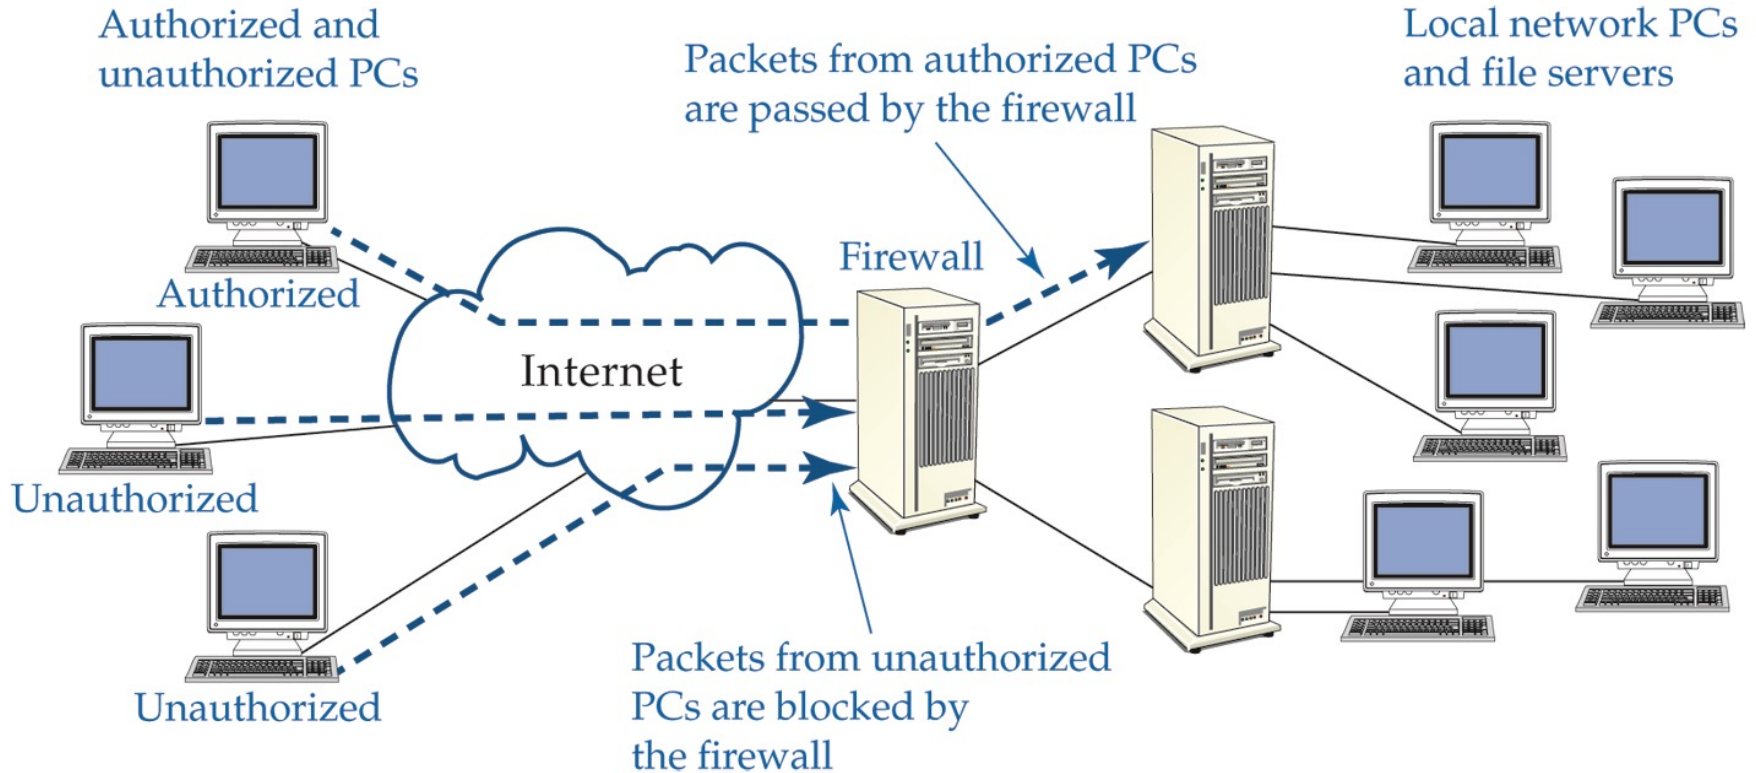 Authorized and
unauthorized PCs
Packets from authorized PCs
are passed by the firewall
Local network PCs
and file servers
Authorized
Firewall
Internet
Unauthorized
Unauthorized
Packets from unauthorized
PCs are blocked by
the firewall